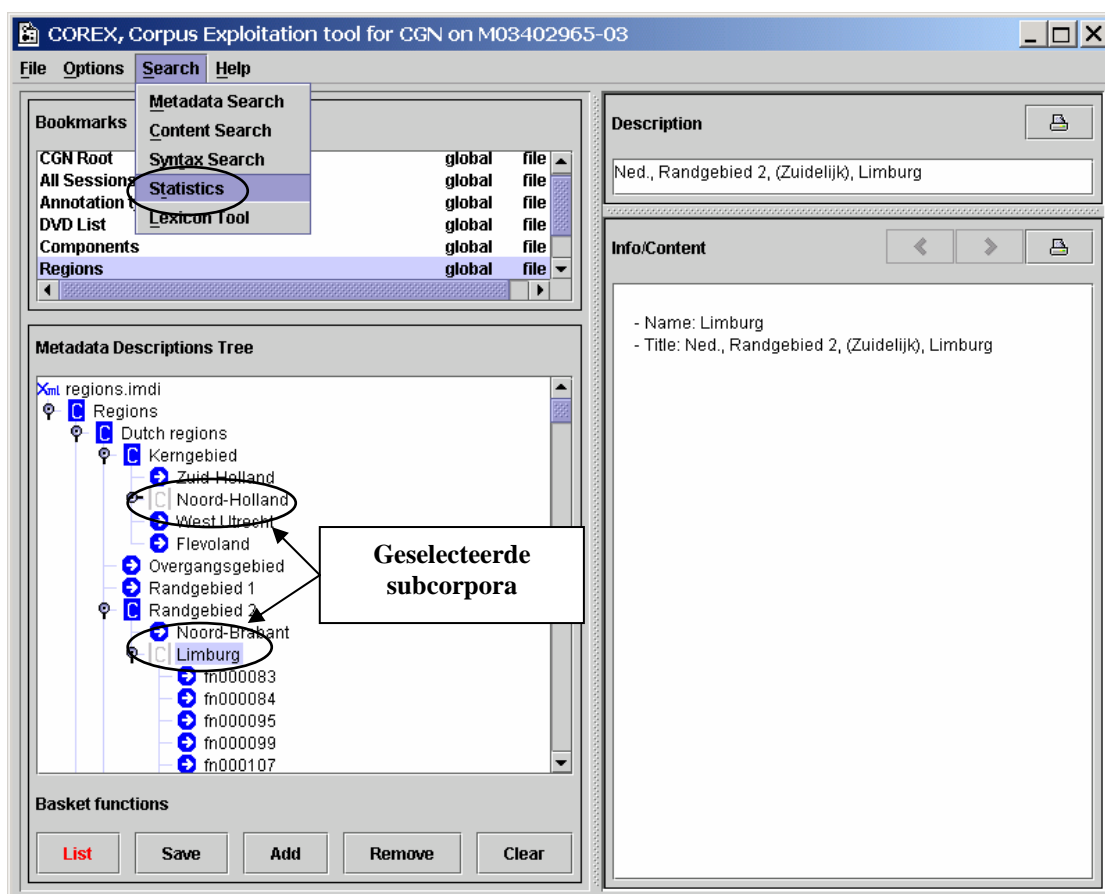 COREX, Corpus Exploitation tool for CGN on M03402965-03
File Options Search Help
Metadata Search
Content Search
Syntax Search
Statistics
Lexicon Tool
Bookmarks
CGN Root global file
All Sessions global file
Annotation global file
DVD List global file
Components global file
Regions global file
Metadata Descriptions Tree
Xml regions.imdi
C Regions
C Dutch regions
C Kerngebied
Zuid-Holland
C Noord-Holland
West Utrecht
Flevoland
Overgangsgebied
Randgebied 1
C Randgebied 2
Noord-Brabant
C Limburg
fn000083
fn000084
fn000095
fn000099
fn000107
Geselecteerde
subcorpora
Basket functions
List Save Add Remove Clear
Description
Ned., Randgebied 2, (Zuidelijk), Limburg
Info/Content
- Name: Limburg
- Title: Ned., Randgebied 2, (Zuidelijk), Limburg